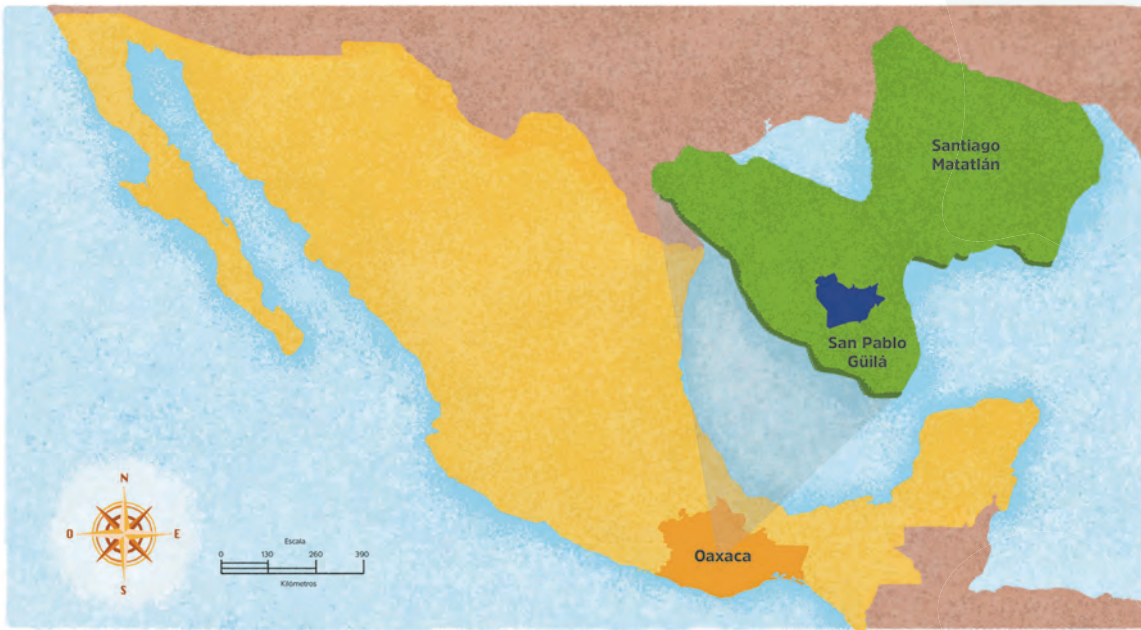 Santiago
Matatlán
San Pablo
Güilá
Oaxaca
N
O
E
S
Escala
0 130 260 390
Kilómetros